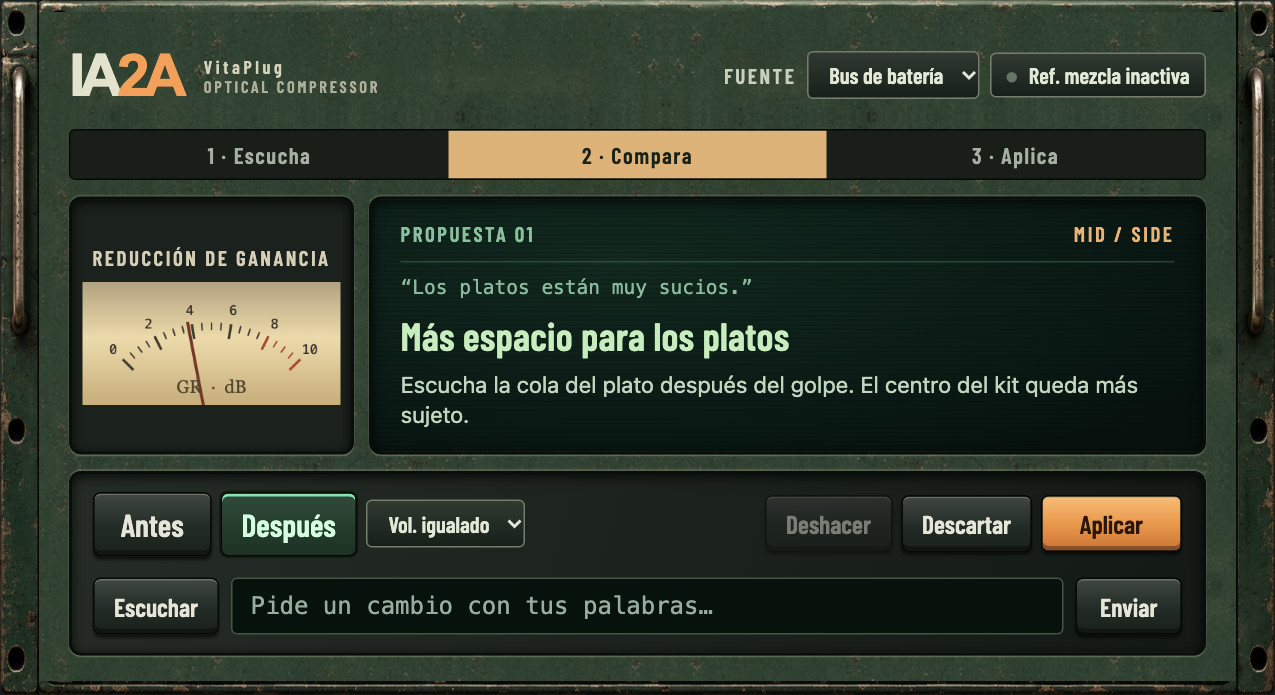 IA2A
VitaPlug
OPTICAL COMPRESSOR
FUENTE
Bus de batería
Ref. mezcla inactiva
1 · Escucha
2 · Compara
3 · Aplica
REDUCCIÓN DE GANANCIA
0 2 4 6 8 10
GR · dB
PROPUESTA 01
MID / SIDE
“Los platos están muy sucios.”
Más espacio para los platos
Escucha la cola del plato después del golpe. El centro del kit queda más
sujeto.
Antes
Después
Vol. igualado
Deshacer
Descartar
Aplicar
Escuchar
Pide un cambio con tus palabras…
Enviar